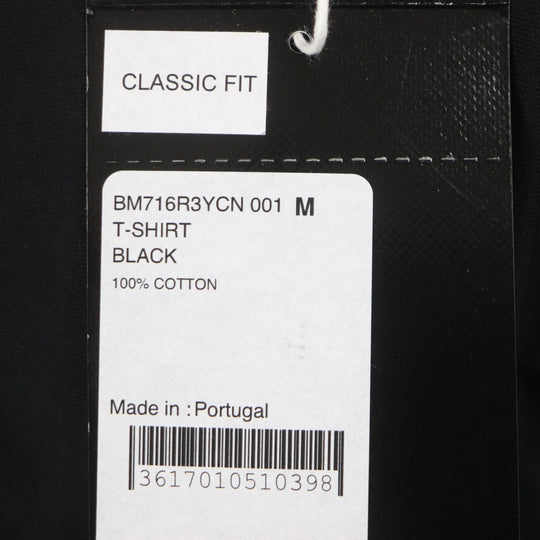 CLASSIC FIT
BM716R3YCN 001 M
T-SHIRT
BLACK
100% COTTON
Made in : Portugal
3617010510398